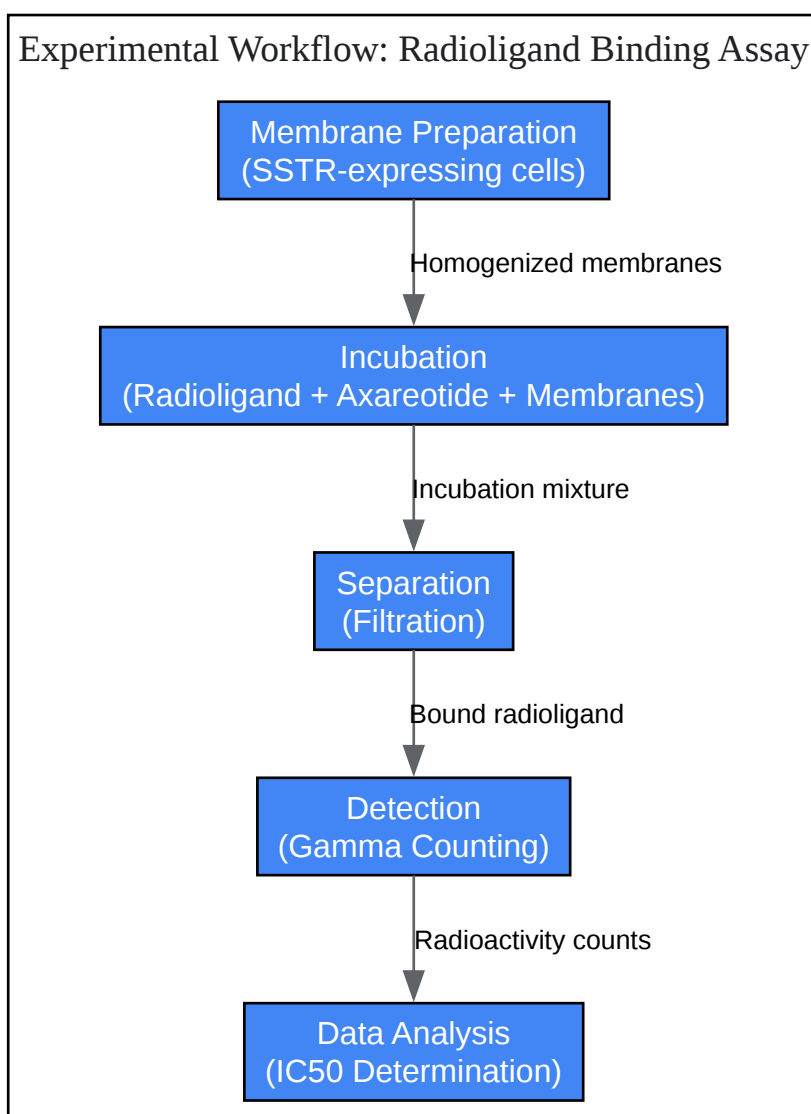 Experimental Workflow: Radioligand Binding Assay
Membrane Preparation
(SSTR-expressing cells)
Homogenized membranes
Incubation
(Radioligand + Axareotide + Membranes)
Incubation mixture
Separation
(Filtration)
Bound radioligand
Detection
(Gamma Counting)
Radioactivity counts
Data Analysis
(IC50 Determination)